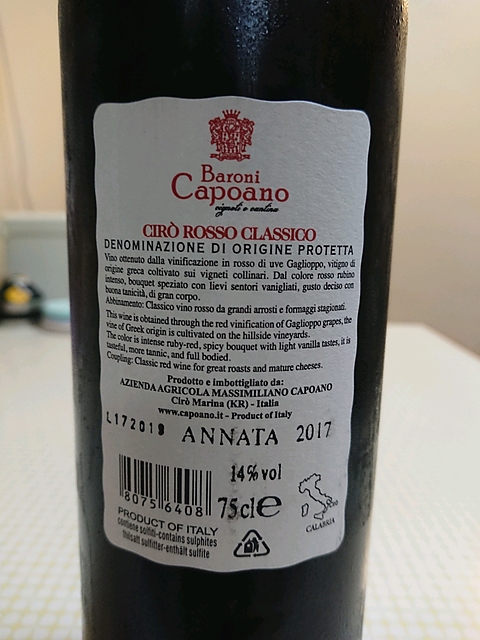 Baroni
Capoano
vigneti e cantina
CIRÒ ROSSO CLASSICO
DENOMINAZIONE DI ORIGINE PROTETTA
Vino ottenuto dalla vinificazione in rosso di uve Gaglioppo, vitigno di
origine greca coltivato sui vigneti collinari. Dal colore rosso rubino
intenso, bouquet speziato con lievi sentori vanigliati, gusto deciso con
buona tanicità, di gran corpo.
Abbinamento: Classico vino rosso da grandi arrosti e formaggi stagionati.
This wine is obtained through the red vinification of Gaglioppo grapes, the
vine of Greek origin is cultivated on the hillside vineyards.
The color is intense ruby-red, spicy bouquet with light vanilla tastes, it is
tasteful, more tannic, and full bodied.
Coupling: Classic red wine for great roasts and mature cheeses.
Prodotto e imbottigliato da:
AZIENDA AGRICOLA MASSIMILIANO CAPOANO
Cirò Marina (KR) - Italia
www.capoano.it - Product of Italy
L172019 ANNATA 2017
14%vol
8075 6408 75cl e
CALABRIA
PRODUCT OF ITALY
contiene solfiti-contains sulphites
enthält sulfite